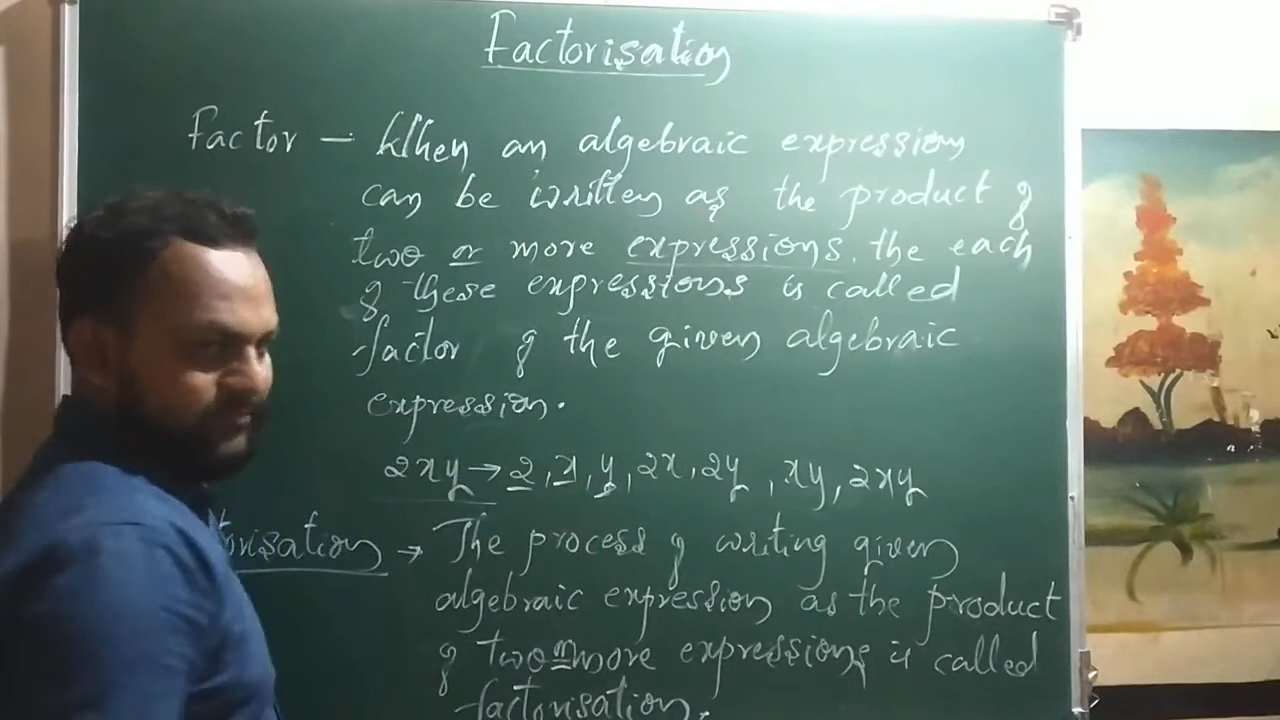 Factorisation
Factor – When an algebraic expression
can be written as the product of
two or more expressions, the each
of these expressions is called
factor of the given algebraic
expression.
2xy → 2, x, y, 2x, 2y, xy, 2xy
torisation → The process of writing given
algebraic expression as the product
of two or more expressions is called
factorisation.